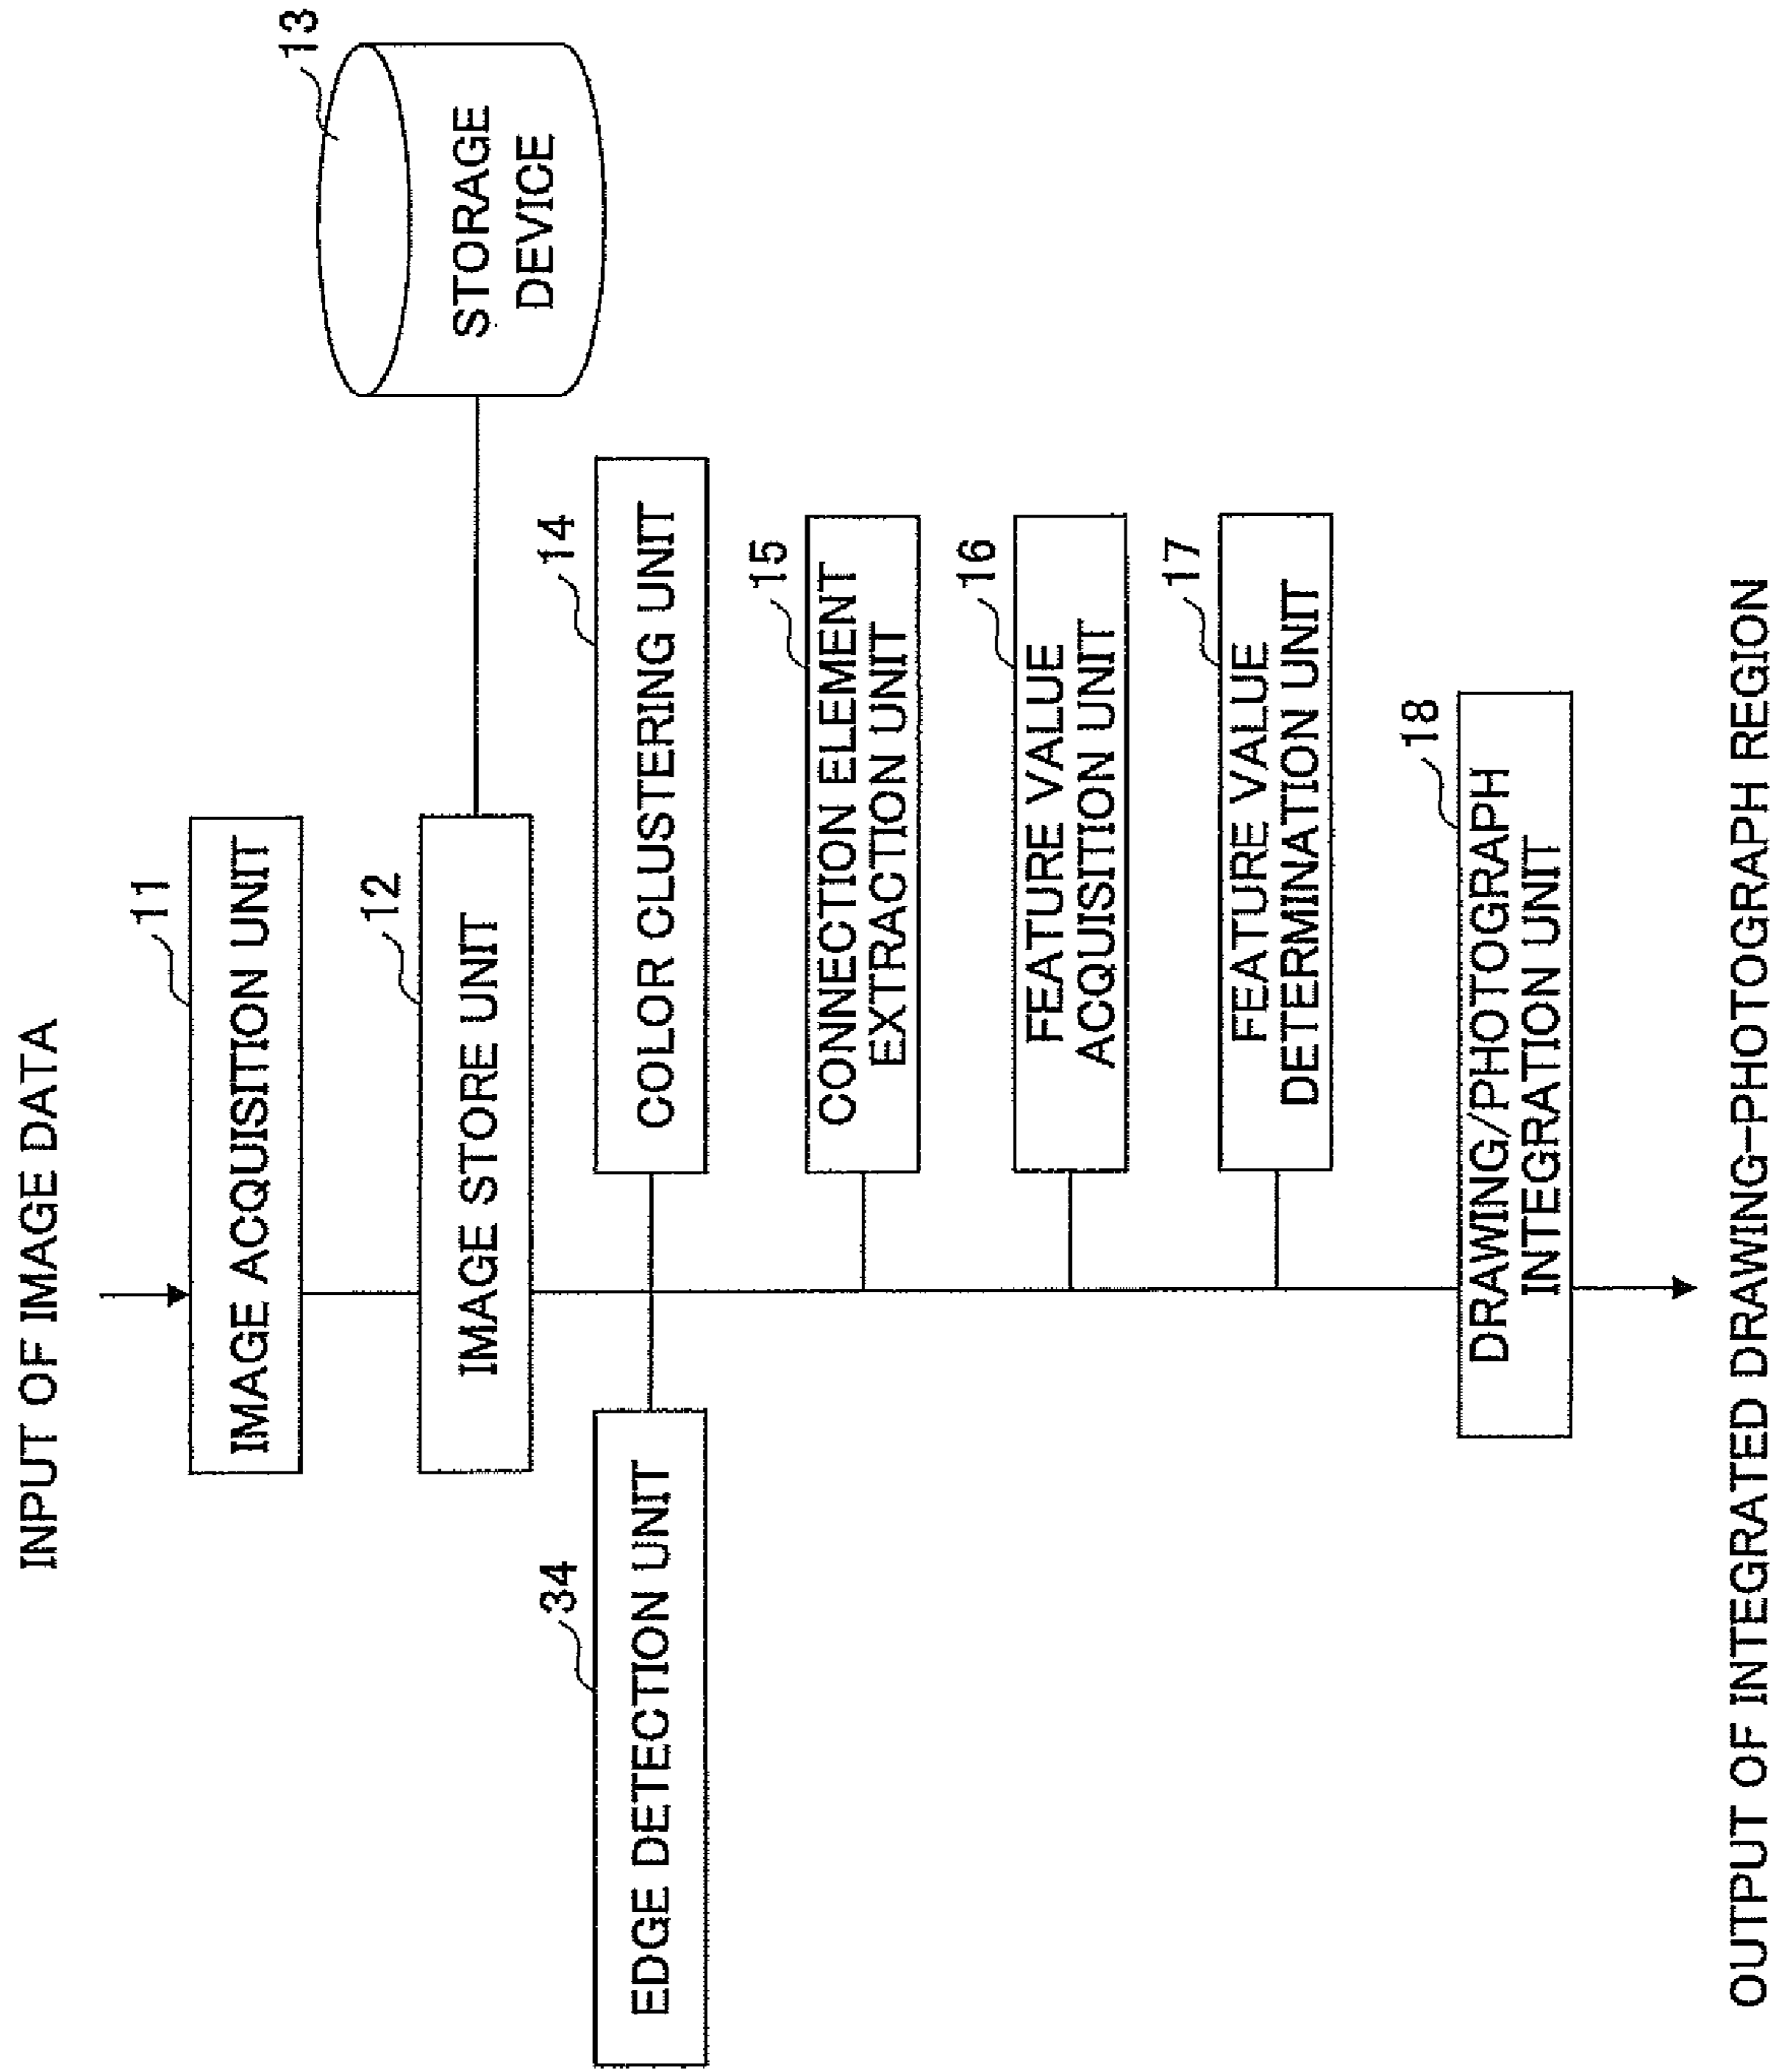 INPUT OF IMAGE DATA
11
IMAGE ACQUISITION UNIT
12
IMAGE STORE UNIT
13
STORAGE
DEVICE
34
EDGE DETECTION UNIT
14
COLOR CLUSTERING UNIT
15
CONNECTION ELEMENT
EXTRACTION UNIT
16
FEATURE VALUE
ACQUISITION UNIT
17
FEATURE VALUE
DETERMINATION UNIT
18
DRAWING/PHOTOGRAPH
INTEGRATION UNIT
OUTPUT OF INTEGRATED DRAWING-PHOTOGRAPH REGION